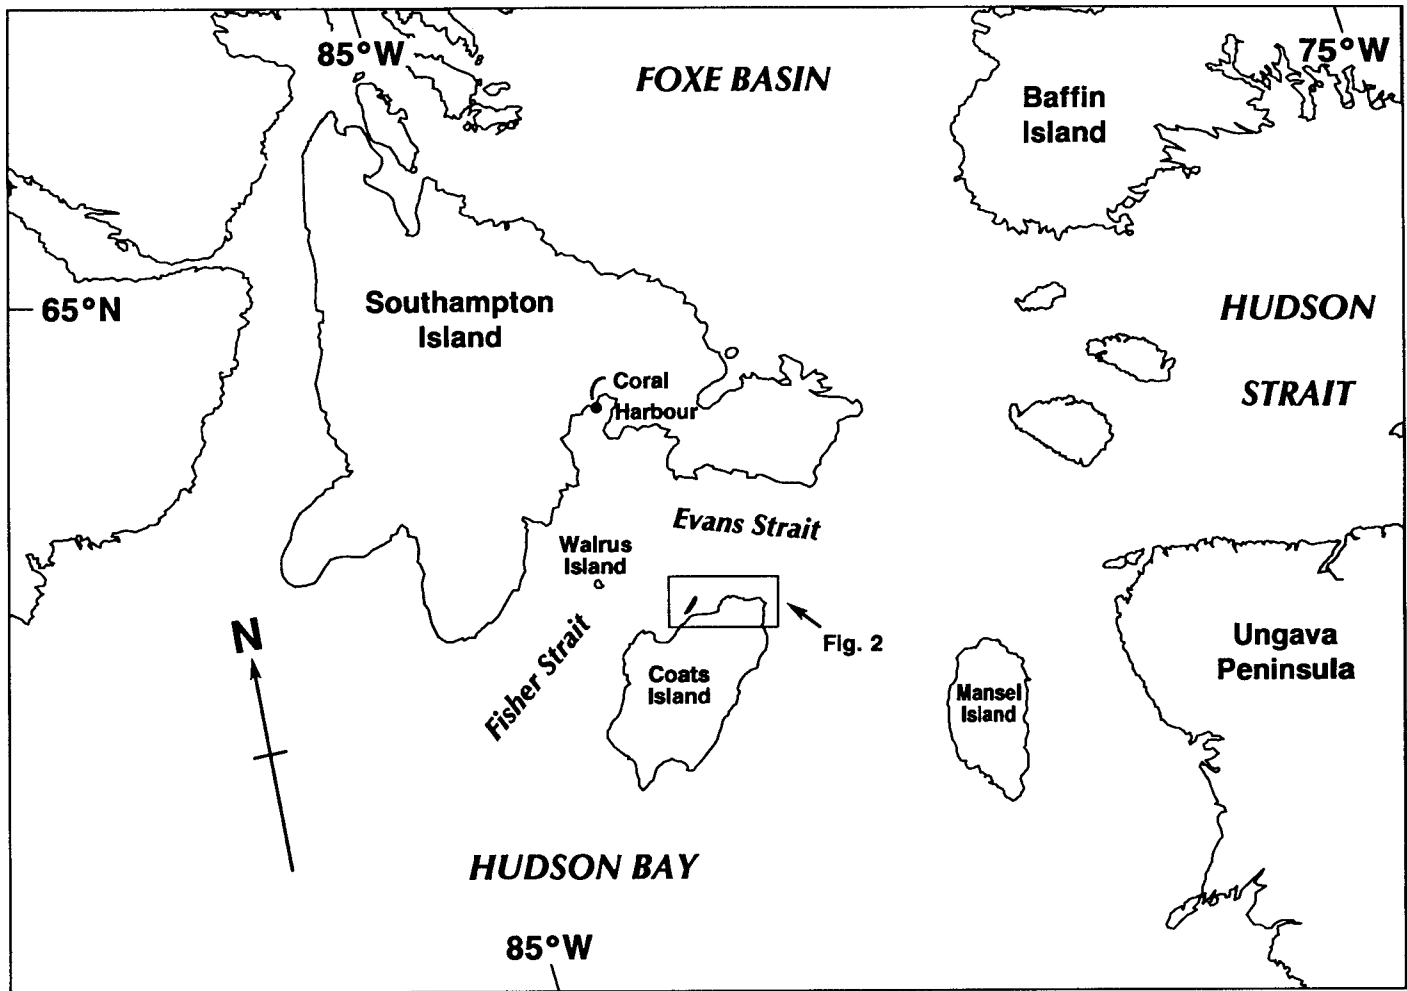 85°W
75°W
FOXE BASIN
Baffin
Island
65°N
Southampton
Island
HUDSON
STRAIT
Coral
Harbour
Evans Strait
Walrus
Island
Fisher Strait
Fig. 2
N
Coats
Island
Mansel
Island
Ungava
Peninsula
HUDSON BAY
85°W